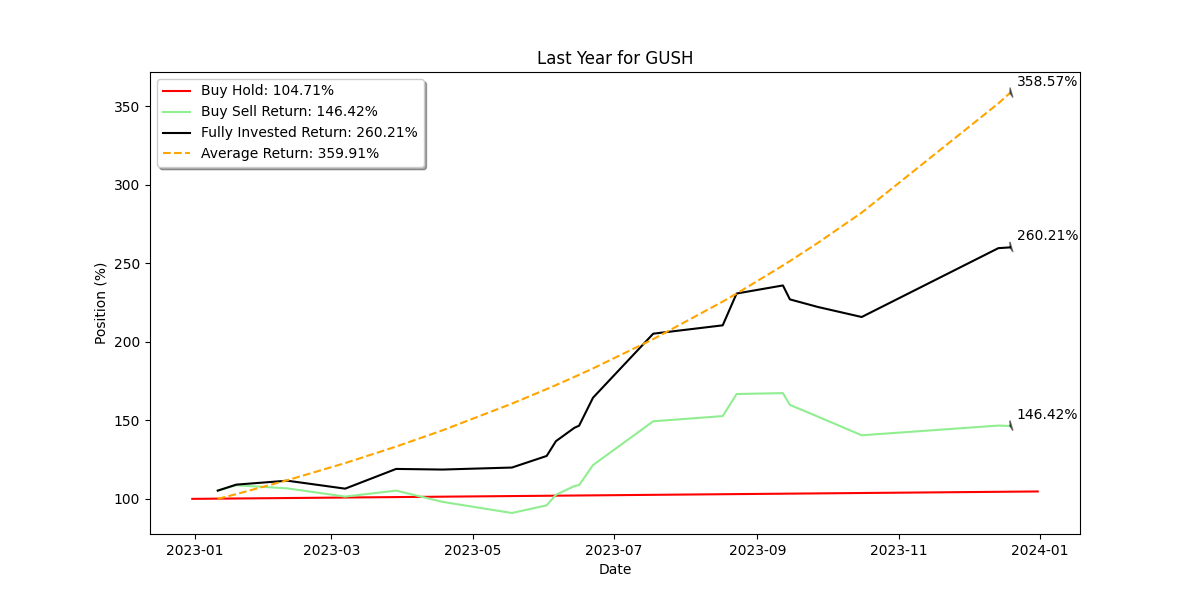 Last Year for GUSH
Buy Hold: 104.71%
Buy Sell Return: 146.42%
Fully Invested Return: 260.21%
Average Return: 359.91%
358.57%
260.21%
146.42%
Position (%)
350
300
250
200
150
100
2023-01
2023-03
2023-05
2023-07
2023-09
2023-11
2024-01
Date